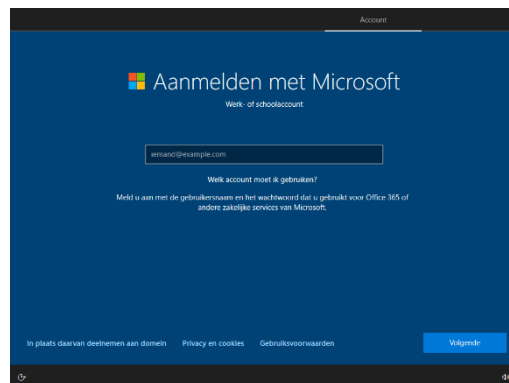 Account
Aanmelden met Microsoft
Werk- of schoolaccount
iemand@example.com
Welk account moet ik gebruiken?
Meld u aan met de gebruikersnaam en het wachtwoord dat u gebruikt voor Office 365 of
andere zakelijke services van Microsoft.
In plaats daarvan deelnemen aan domein Privacy en cookies Gebruiksvoorwaarden Volgende